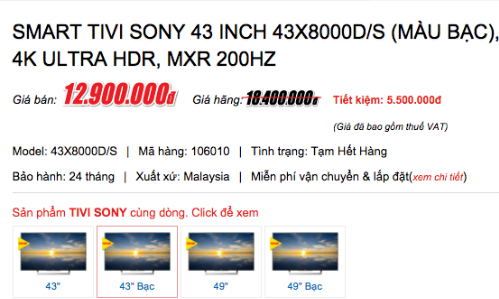 SMART TIVI SONY 43 INCH 43X8000D/S (MÀU BẠC),
4K ULTRA HDR, MXR 200HZ
Giá bán: 12.900.000đ Giá hãng: 18.400.000đ Tiết kiệm: 5.500.000đ
(Giá đã bao gồm thuế VAT)
Model: 43X8000D/S | Mã hàng: 106010 | Tình trạng: Tạm Hết Hàng
Bảo hành: 24 tháng | Xuất xứ: Malaysia | Miễn phí vận chuyển & lắp đặt(xem chi tiết)
Sản phẩm TIVI SONY cùng dòng. Click để xem
43" 43" Bạc 49" 49" Bạc